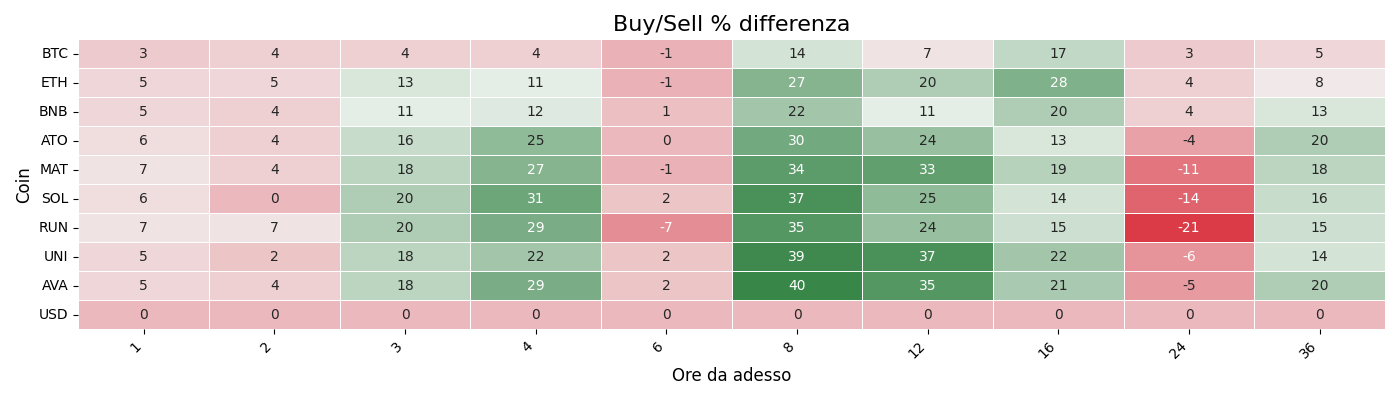 Buy/Sell % differenza
Coin
BTC 3 4 4 4 -1 14 7 17 3 5
ETH 5 5 13 11 -1 27 20 28 4 8
BNB 5 4 11 12 1 22 11 20 4 13
ATO 6 4 16 25 0 30 24 13 -4 20
MAT 7 4 18 27 -1 34 33 19 -11 18
SOL 6 0 20 31 2 37 25 14 -14 16
RUN 7 7 20 29 -7 35 24 15 -21 15
UNI 5 2 18 22 2 39 37 22 -6 14
AVA 5 4 18 29 2 40 35 21 -5 20
USD 0 0 0 0 0 0 0 0 0 0
1 2 3 4 6 8 12 16 24 36
Ore da adesso